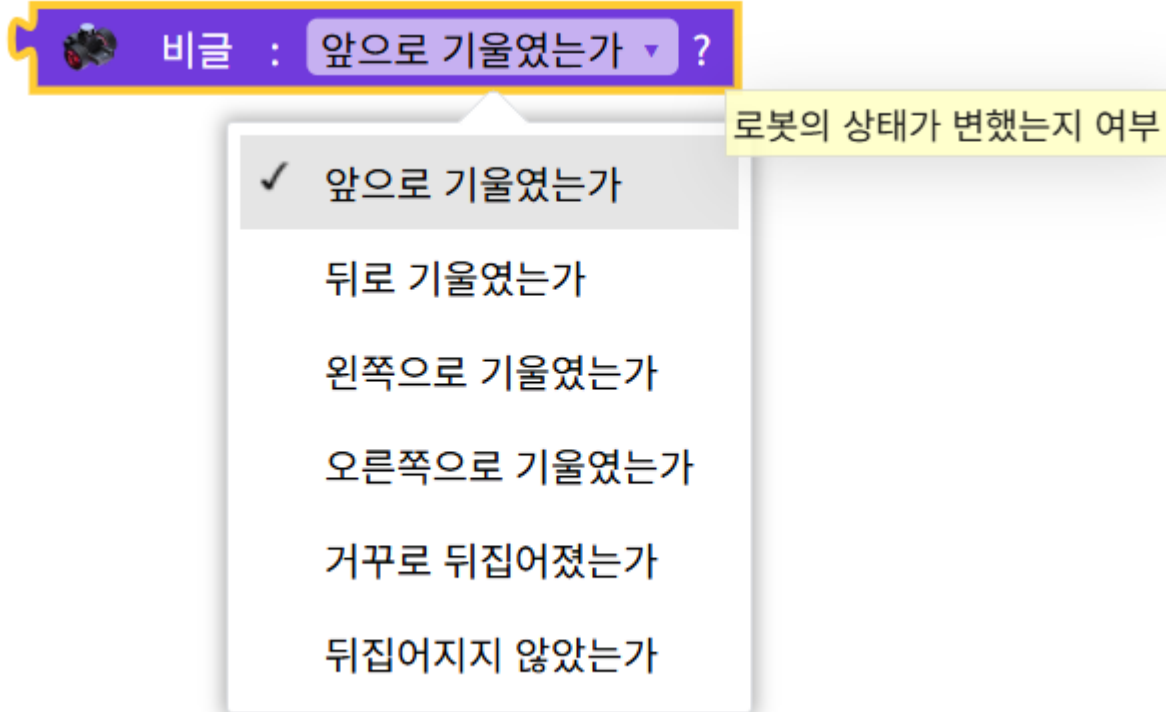 비글 : 앞으로 기울였는가 ?
로봇의 상태가 변했는지 여부
✓ 앞으로 기울였는가
뒤로 기울였는가
왼쪽으로 기울였는가
오른쪽으로 기울였는가
거꾸로 뒤집어졌는가
뒤집어지지 않았는가